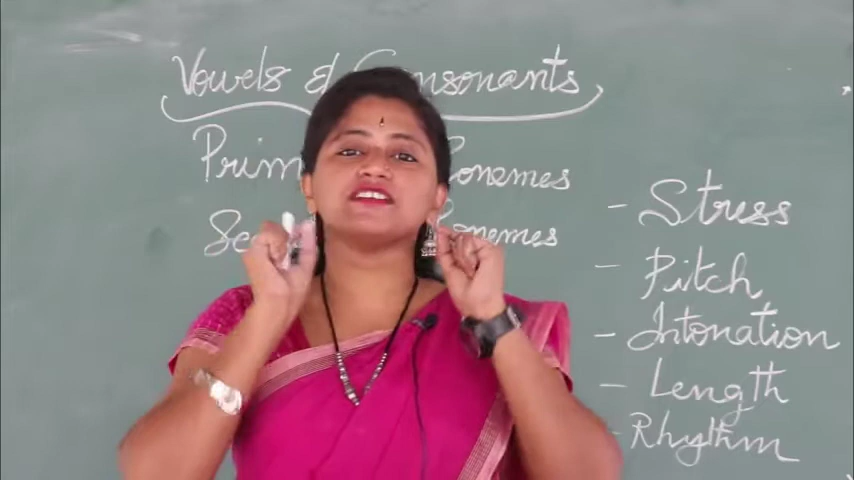 Vowels & Consonants
Prim onemes
Se onemes
- Stress
- Pitch
- Intonation
- Length
- Rhythm